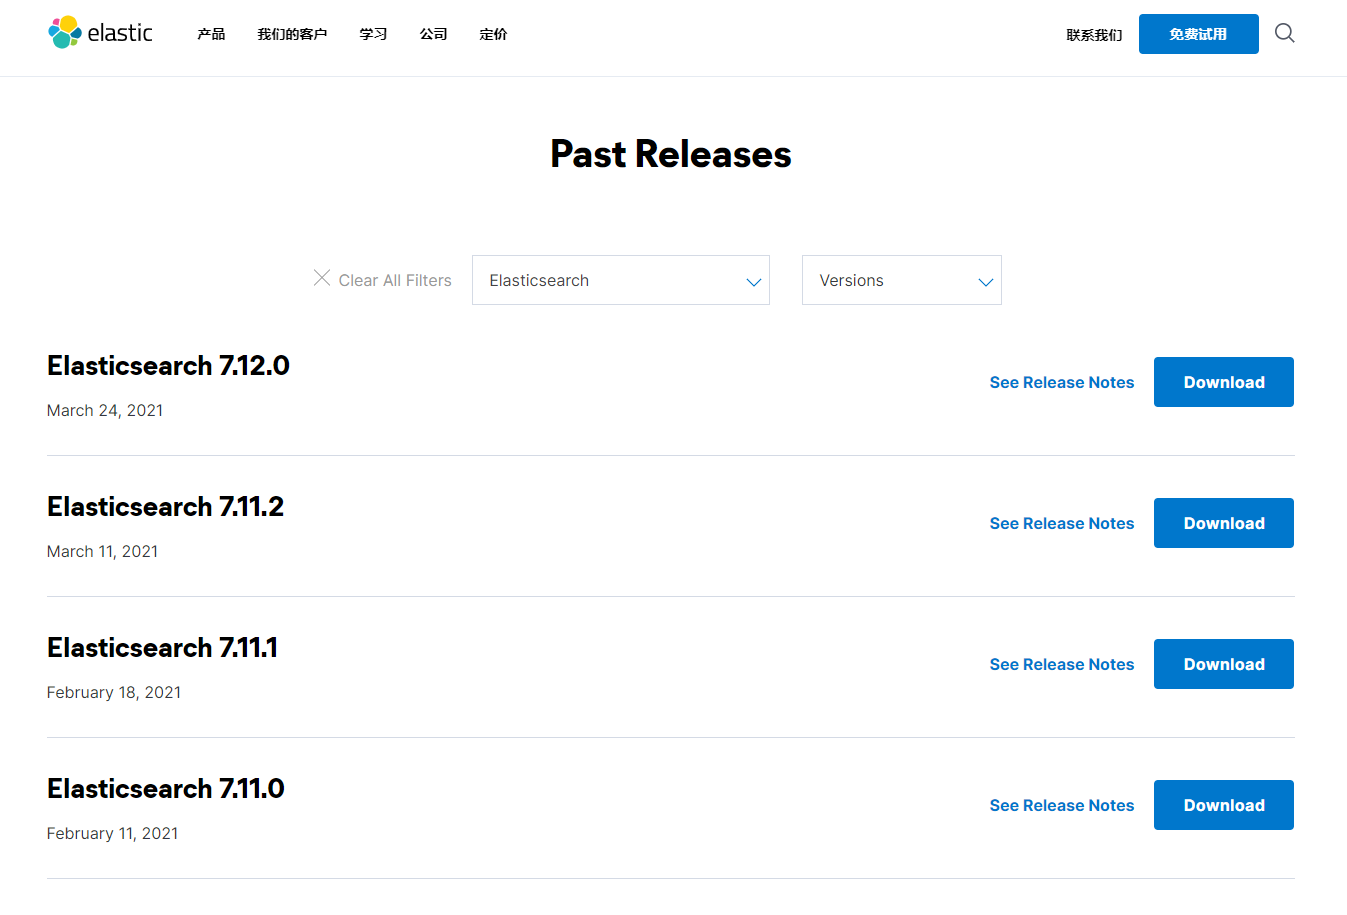 elastic 产品 我们的客户 学习 公司 定价 联系我们 免费试用
Past Releases
Clear All Filters Elasticsearch Versions
Elasticsearch 7.12.0
See Release Notes Download
March 24, 2021
Elasticsearch 7.11.2
See Release Notes Download
March 11, 2021
Elasticsearch 7.11.1
See Release Notes Download
February 18, 2021
Elasticsearch 7.11.0
See Release Notes Download
February 11, 2021